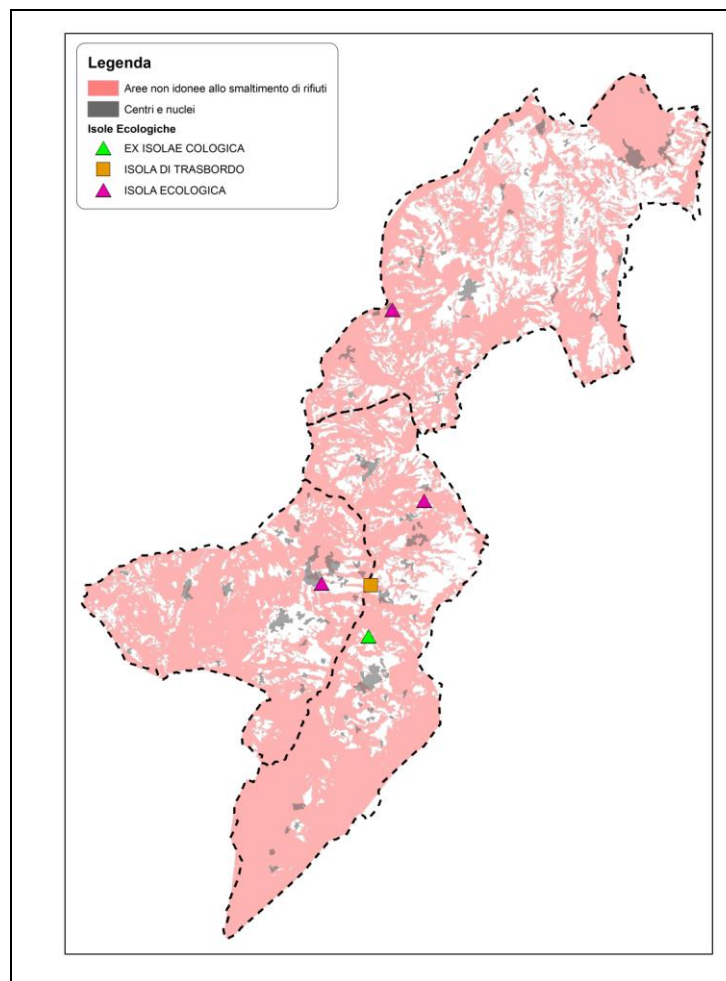 Legenda
Aree non idonee allo smaltimento di rifiuti
Centri e nuclei
Isole Ecologiche
EX ISOLAE COLOGICA
ISOLA DI TRASBORDO
ISOLA ECOLOGICA